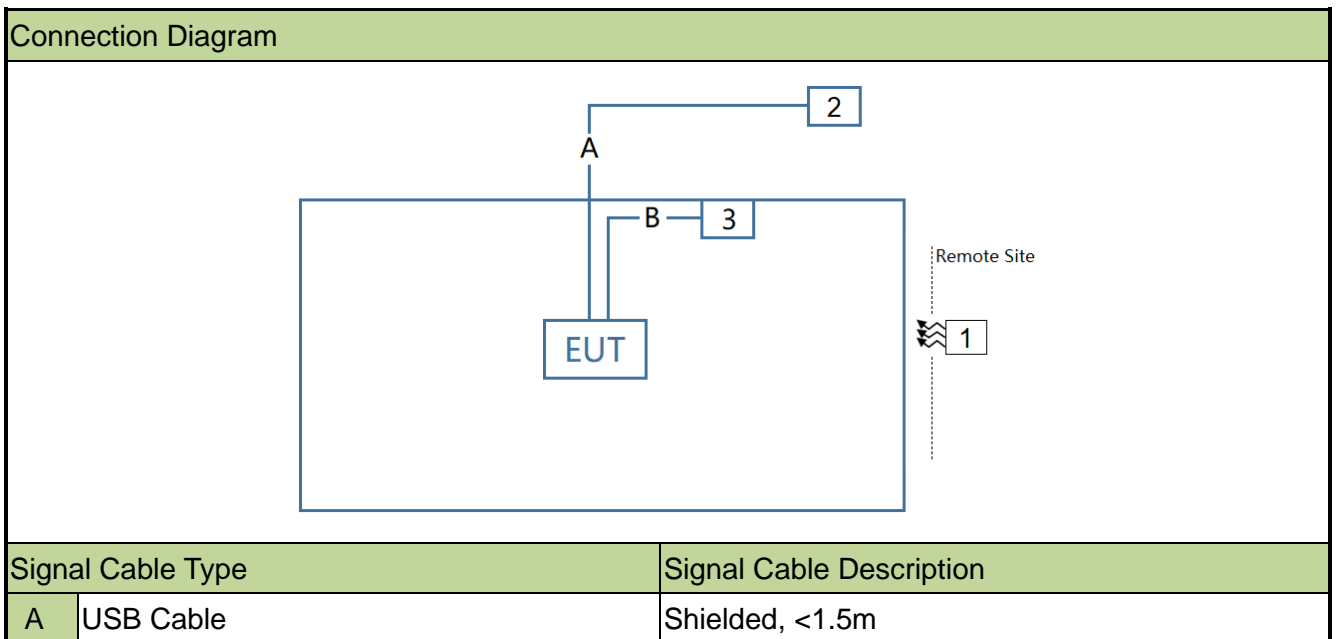 Connection Diagram
2
A
B 3
Remote Site
EUT
1
Signal Cable Type Signal Cable Description
A USB Cable Shielded, <1.5m